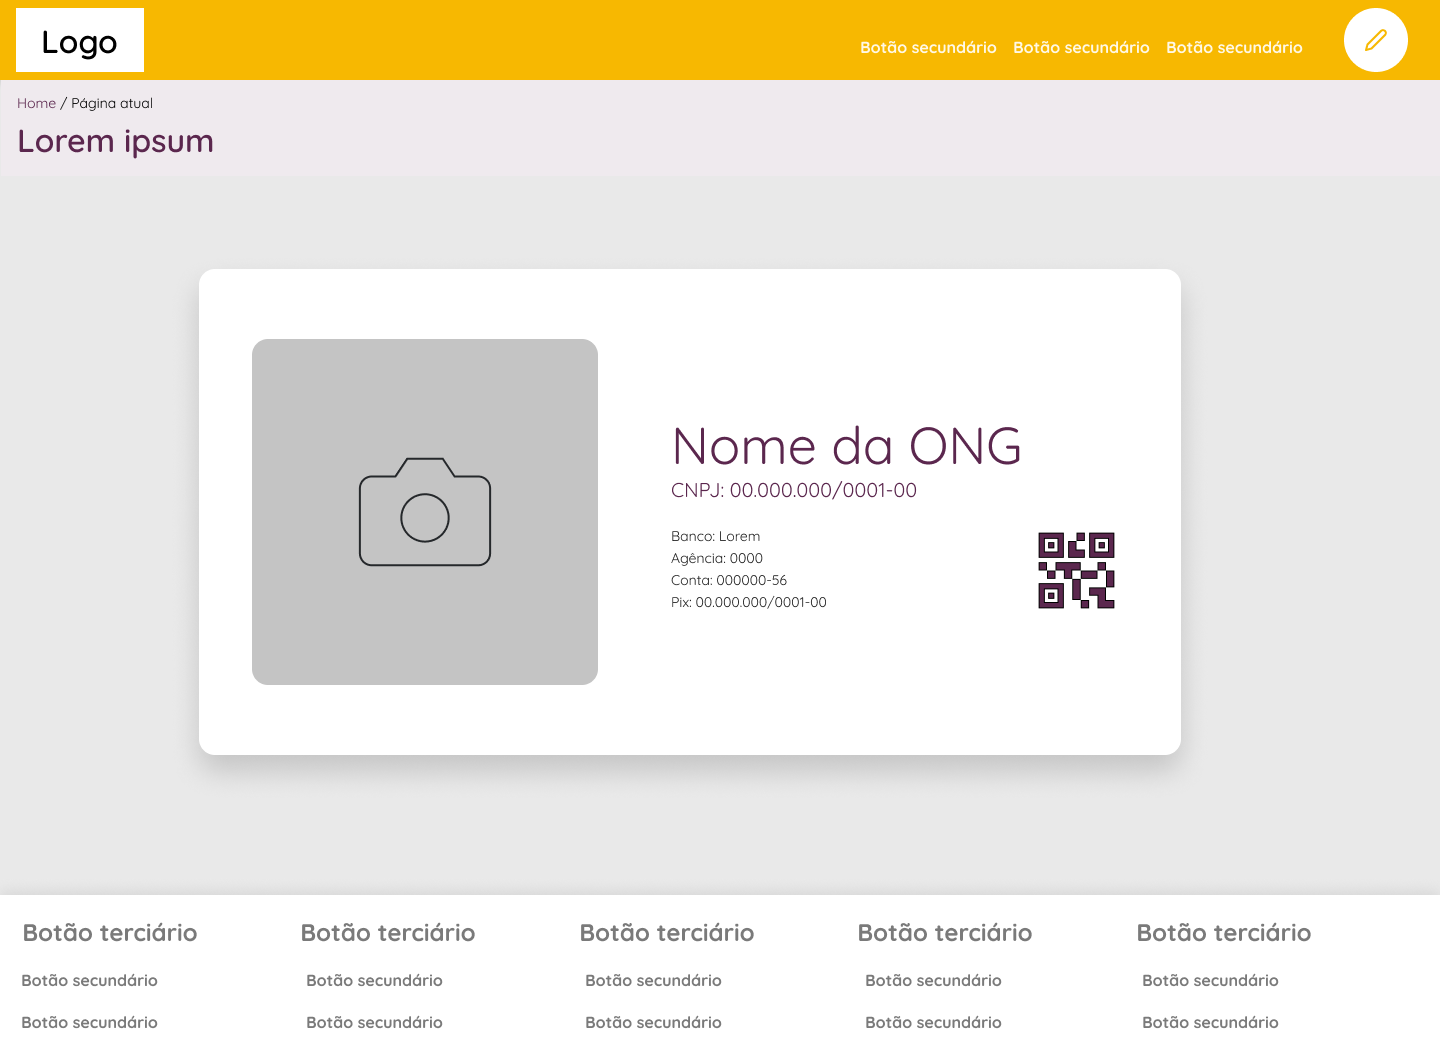 Logo
Botão secundário Botão secundário Botão secundário
Home / Página atual
Lorem ipsum
Nome da ONG
CNPJ: 00.000.000/0001-00
Banco: Lorem
Agência: 0000
Conta: 000000-56
Pix: 00.000.000/0001-00
Botão terciário Botão terciário Botão terciário Botão terciário Botão terciário
Botão secundário Botão secundário Botão secundário Botão secundário Botão secundário
Botão secundário Botão secundário Botão secundário Botão secundário Botão secundário